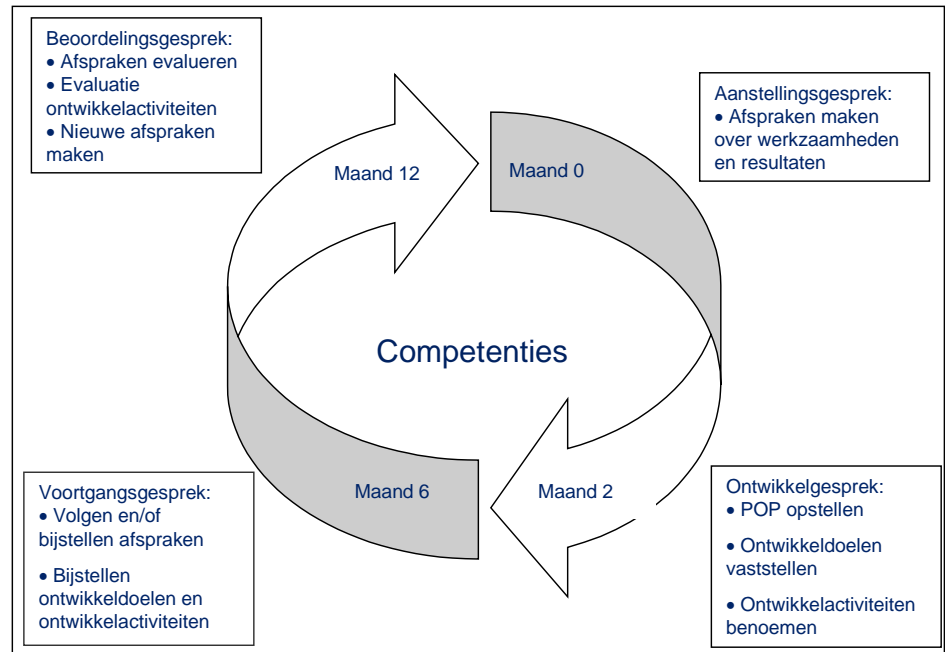 Beoordelingsgesprek:
• Afspraken evalueren
• Evaluatie
ontwikkelactiviteiten
• Nieuwe afspraken
maken
Aanstellingsgesprek:
• Afspraken maken
over werkzaamheden
en resultaten
Maand 12
Maand 0
Competenties
Maand 6
Maand 2
Voortgangsgesprek:
• Volgen en/of
bijstellen afspraken
• Bijstellen
ontwikkeldoelen en
ontwikkelactiviteiten
Ontwikkelgesprek:
• POP opstellen
• Ontwikkeldoelen
vaststellen
• Ontwikkelactiviteiten
benoemen